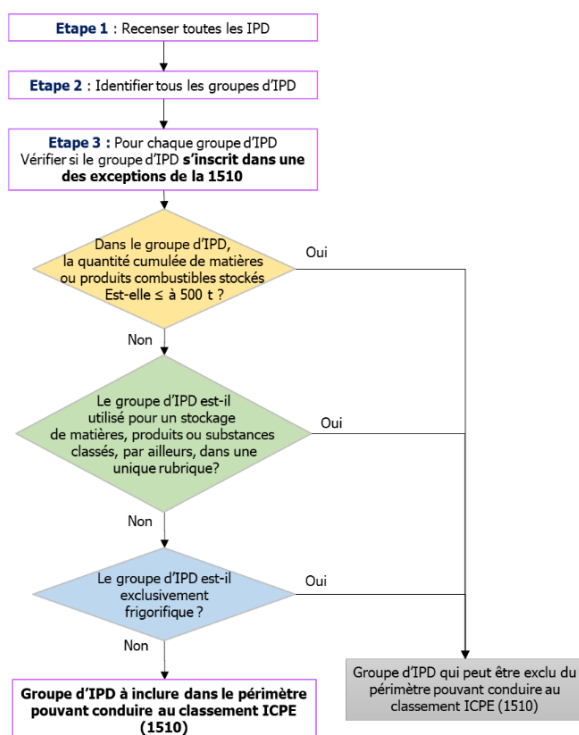 Etape 1 : Recenser toutes les IPD
Etape 2 : Identifier tous les groupes d'IPD
Etape 3 : Pour chaque groupe d'IPD
Vérifier si le groupe d'IPD s'inscrit dans une
des exceptions de la 1510
Dans le groupe d'IPD,
la quantité cumulée de matières
ou produits combustibles stockés
Est-elle ≤ à 500 t ?
Oui
Non
Le groupe d'IPD est-il
utilisé pour un stockage
de matières, produits ou substances
classés, par ailleurs, dans une
unique rubrique?
Oui
Non
Le groupe d'IPD est-il
exclusivement
frigorifique ?
Oui
Non
Groupe d'IPD à inclure dans le périmètre
pouvant conduire au classement ICPE
(1510)
Groupe d'IPD qui peut être exclu du
périmètre pouvant conduire au
classement ICPE (1510)